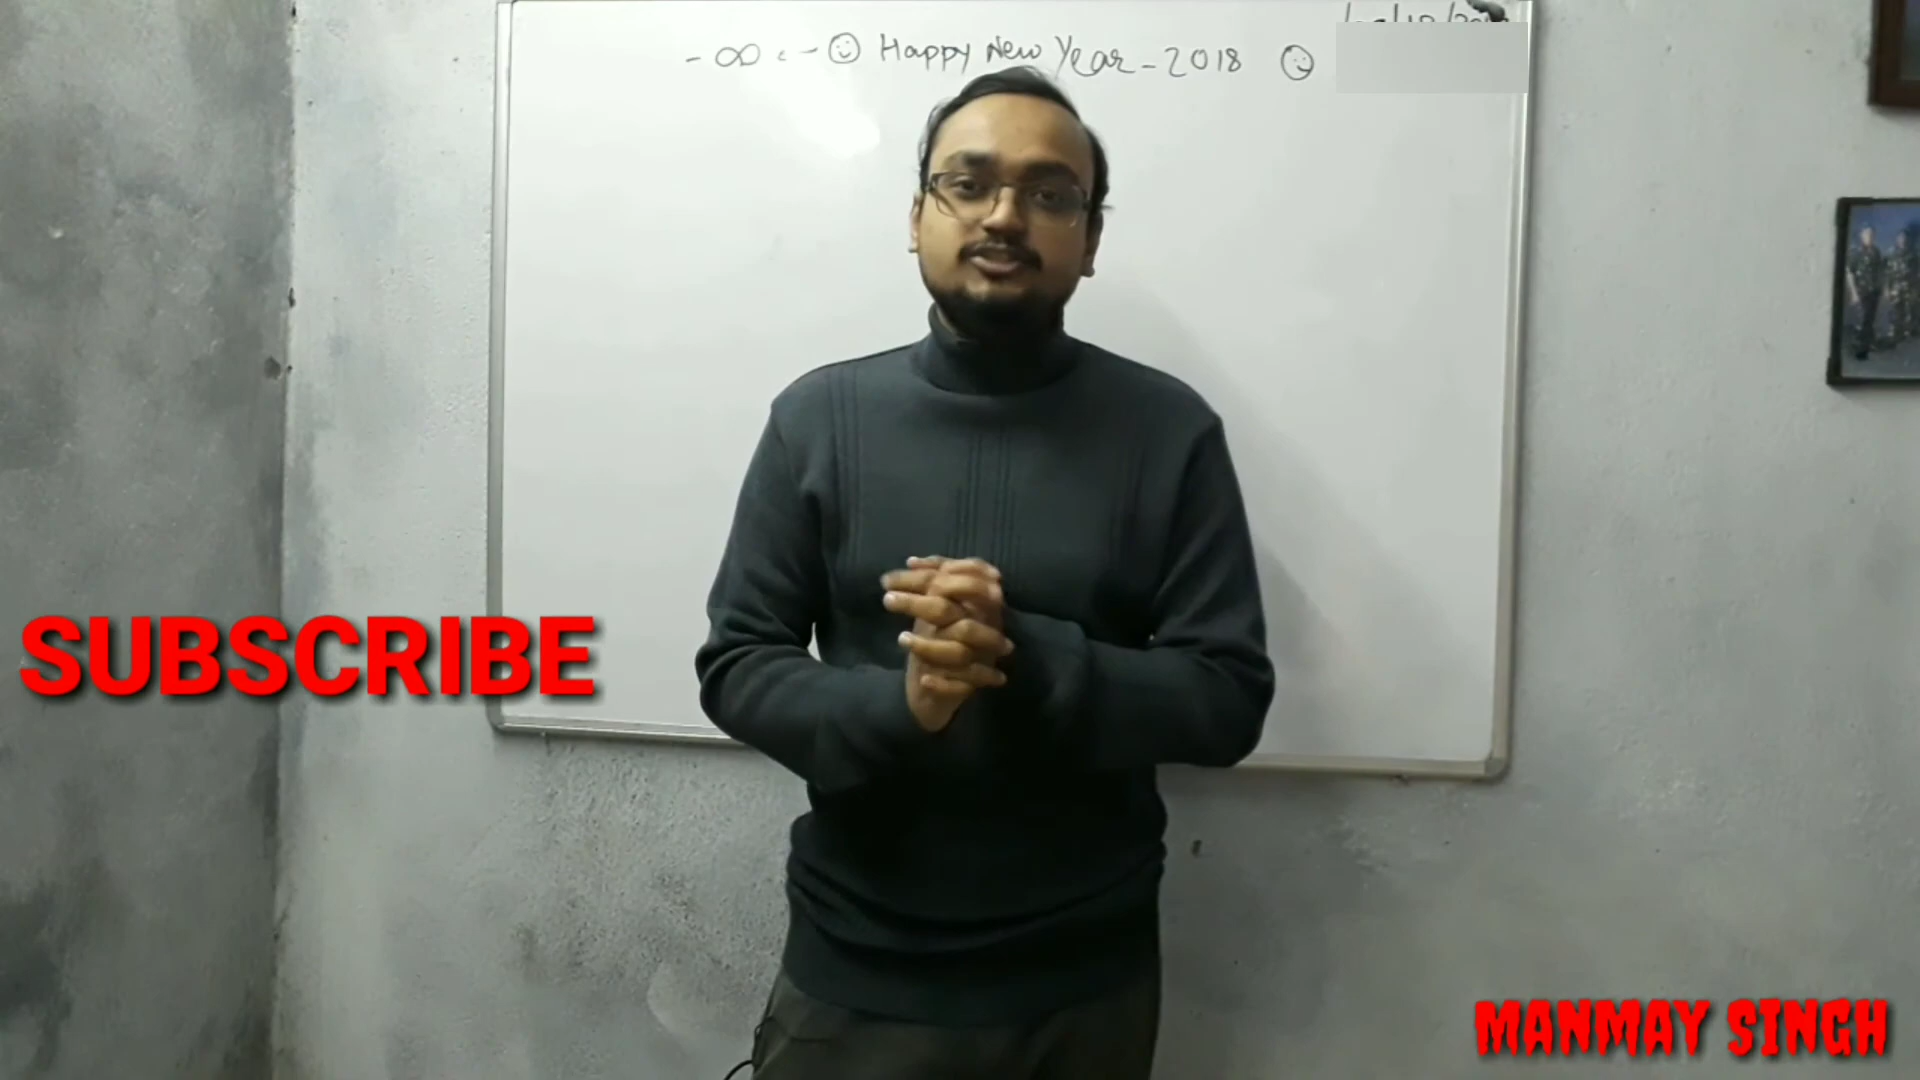 - ∞ - ☺ Happy New Year - 2018 ☺
SUBSCRIBE
MANMAY SINGH